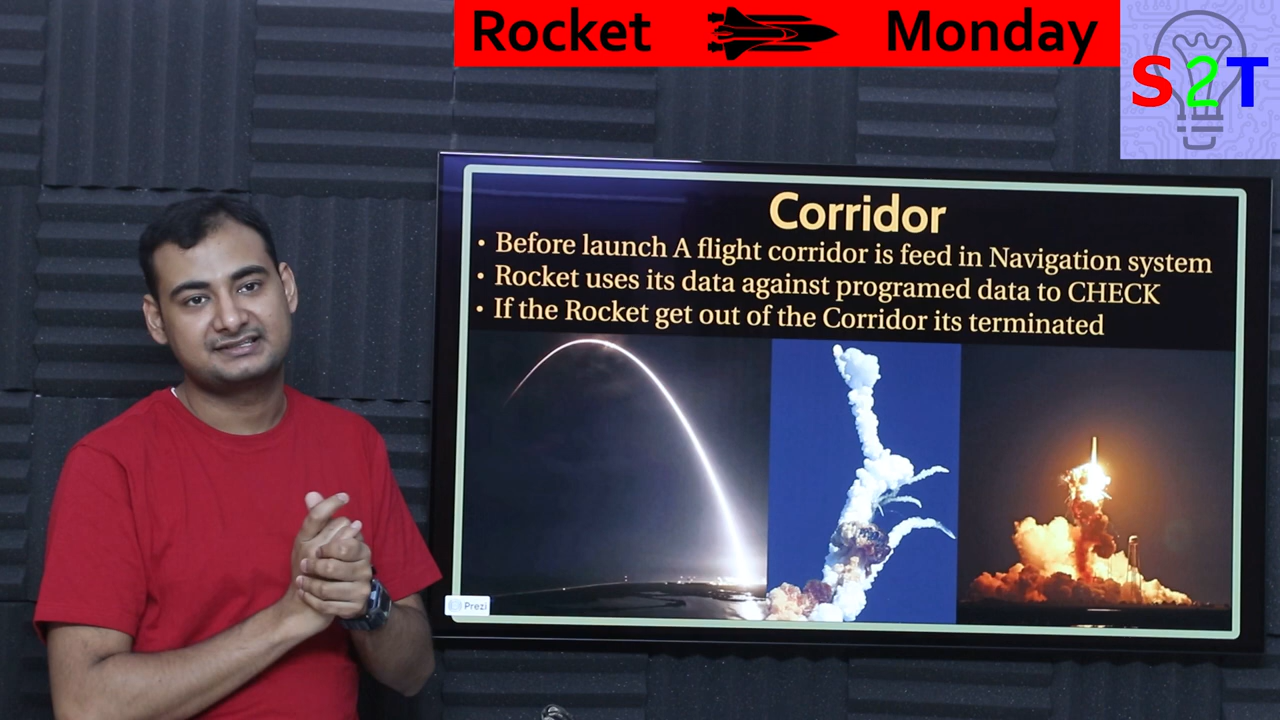 Rocket Monday
S2T
Corridor
• Before launch A flight corridor is feed in Navigation system
• Rocket uses its data against programed data to CHECK
• If the Rocket get out of the Corridor its terminated
Prezi